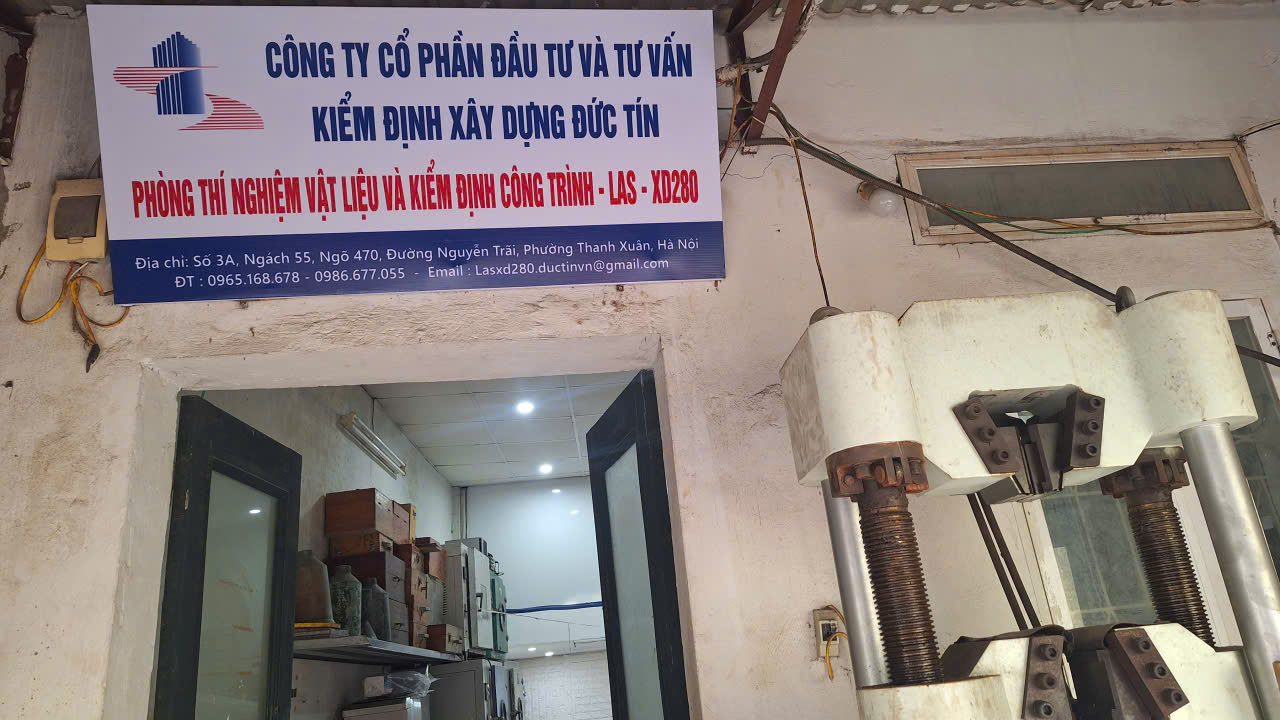 CÔNG TY CỔ PHẦN ĐẦU TƯ VÀ TƯ VẤN
KIỂM ĐỊNH XÂY DỰNG ĐỨC TÍN
PHÒNG THÍ NGHIỆM VẬT LIỆU VÀ KIỂM ĐỊNH CÔNG TRÌNH - LAS - XD280
Địa chỉ: Số 3A, Ngách 55, Ngõ 470, Đường Nguyễn Trãi, Phường Thanh Xuân, Hà Nội
ĐT : 0965.168.678 - 0986.677.055 - Email : Lasxd280.ductinvn@gmail.com